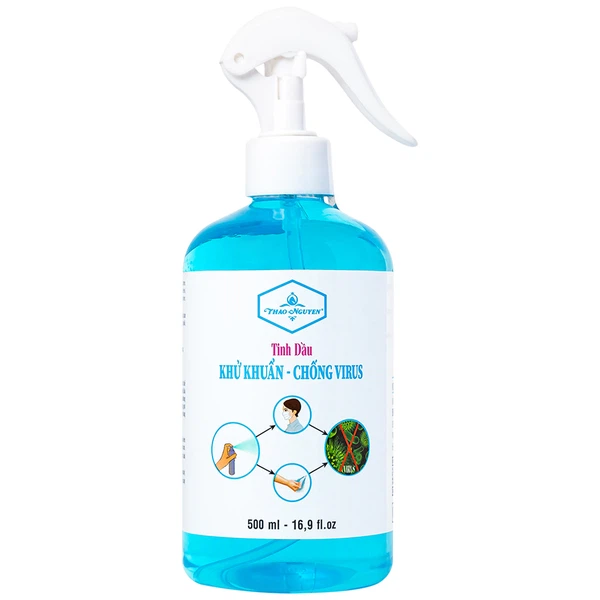 THAO NGUYEN
Tinh Dầu
KHỬ KHUẨN - CHỐNG VIRUS
VIRUS
500 ml - 16,9 fl.oz